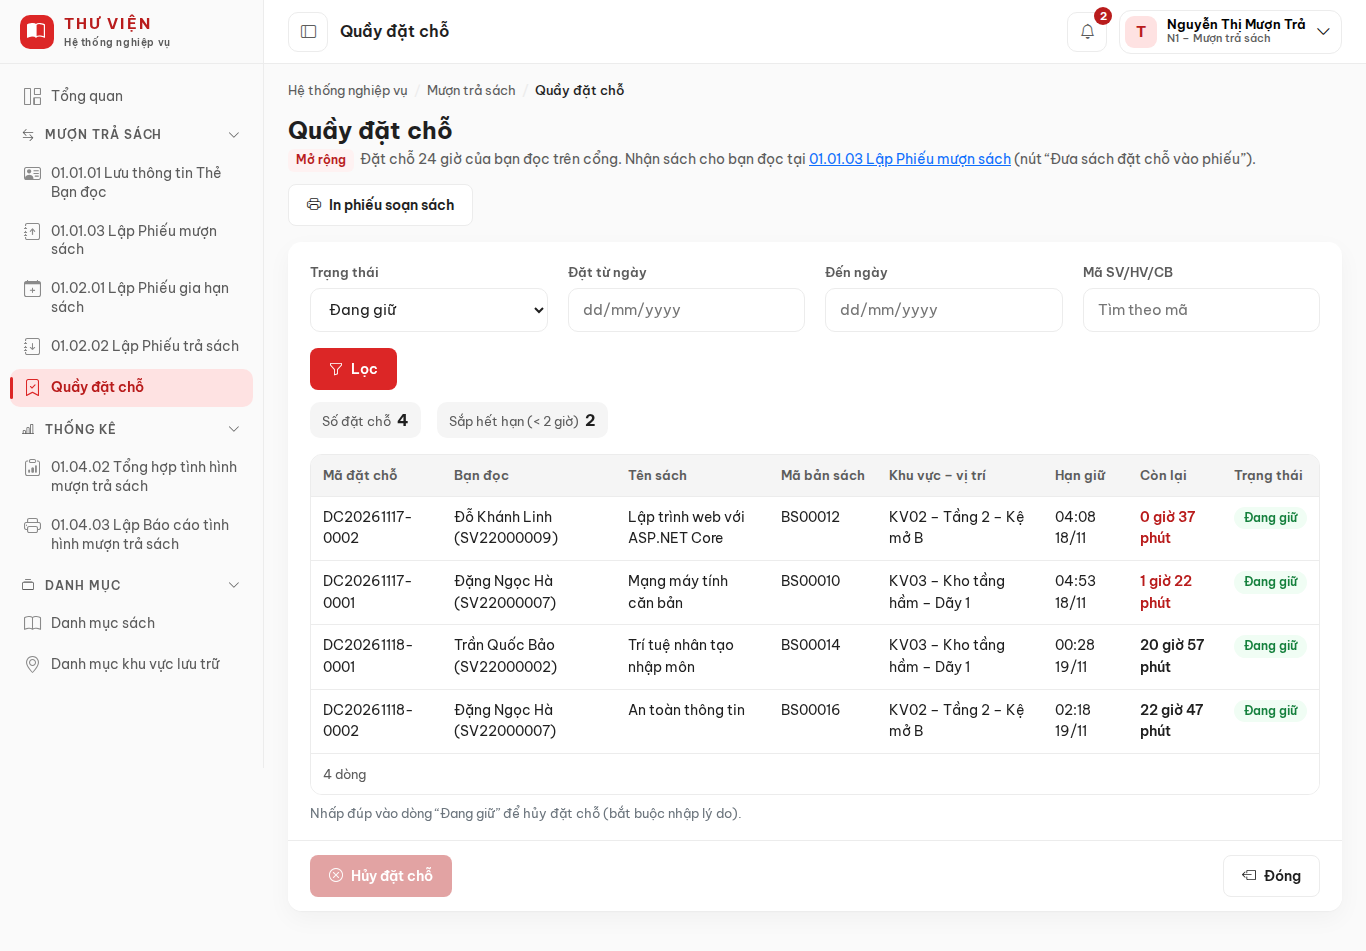 THƯ VIỆN
Hệ thống nghiệp vụ
Quầy đặt chỗ
2
T
Nguyễn Thị Mượn Trả
N1 – Mượn trả sách
Tổng quan
MƯỢN TRẢ SÁCH
01.01.01 Lưu thông tin Thẻ
Bạn đọc
01.01.03 Lập Phiếu mượn
sách
01.02.01 Lập Phiếu gia hạn
sách
01.02.02 Lập Phiếu trả sách
Quầy đặt chỗ
THỐNG KÊ
01.04.02 Tổng hợp tình hình
mượn trả sách
01.04.03 Lập Báo cáo tình
hình mượn trả sách
DANH MỤC
Danh mục sách
Danh mục khu vực lưu trữ
Hệ thống nghiệp vụ / Mượn trả sách / Quầy đặt chỗ
Quầy đặt chỗ
Mở rộng Đặt chỗ 24 giờ của bạn đọc trên cổng. Nhận sách cho bạn đọc tại 01.01.03 Lập Phiếu mượn sách (nút “Đưa sách đặt chỗ vào phiếu”).
In phiếu soạn sách
Trạng thái Đặt từ ngày Đến ngày Mã SV/HV/CB
Đang giữ dd/mm/yyyy dd/mm/yyyy Tìm theo mã
Lọc
Số đặt chỗ 4 Sắp hết hạn (< 2 giờ) 2
Mã đặt chỗ Bạn đọc Tên sách Mã bản sách Khu vực – vị trí Hạn giữ Còn lại Trạng thái
DC20261117- Đỗ Khánh Linh Lập trình web với BS00012 KV02 – Tầng 2 – Kệ 04:08 0 giờ 37 Đang giữ
0002 (SV22000009) ASP.NET Core mở B 18/11 phút
DC20261117- Đặng Ngọc Hà Mạng máy tính BS00010 KV03 – Kho tầng 04:53 1 giờ 22 Đang giữ
0001 (SV22000007) căn bản hầm – Dãy 1 18/11 phút
DC20261118- Trần Quốc Bảo Trí tuệ nhân tạo BS00014 KV03 – Kho tầng 00:28 20 giờ 57 Đang giữ
0001 (SV22000002) nhập môn hầm – Dãy 1 19/11 phút
DC20261118- Đặng Ngọc Hà An toàn thông tin BS00016 KV02 – Tầng 2 – Kệ 02:18 22 giờ 47 Đang giữ
0002 (SV22000007) mở B 19/11 phút
4 dòng
Nhấp đúp vào dòng “Đang giữ” để hủy đặt chỗ (bắt buộc nhập lý do).
Hủy đặt chỗ
Đóng